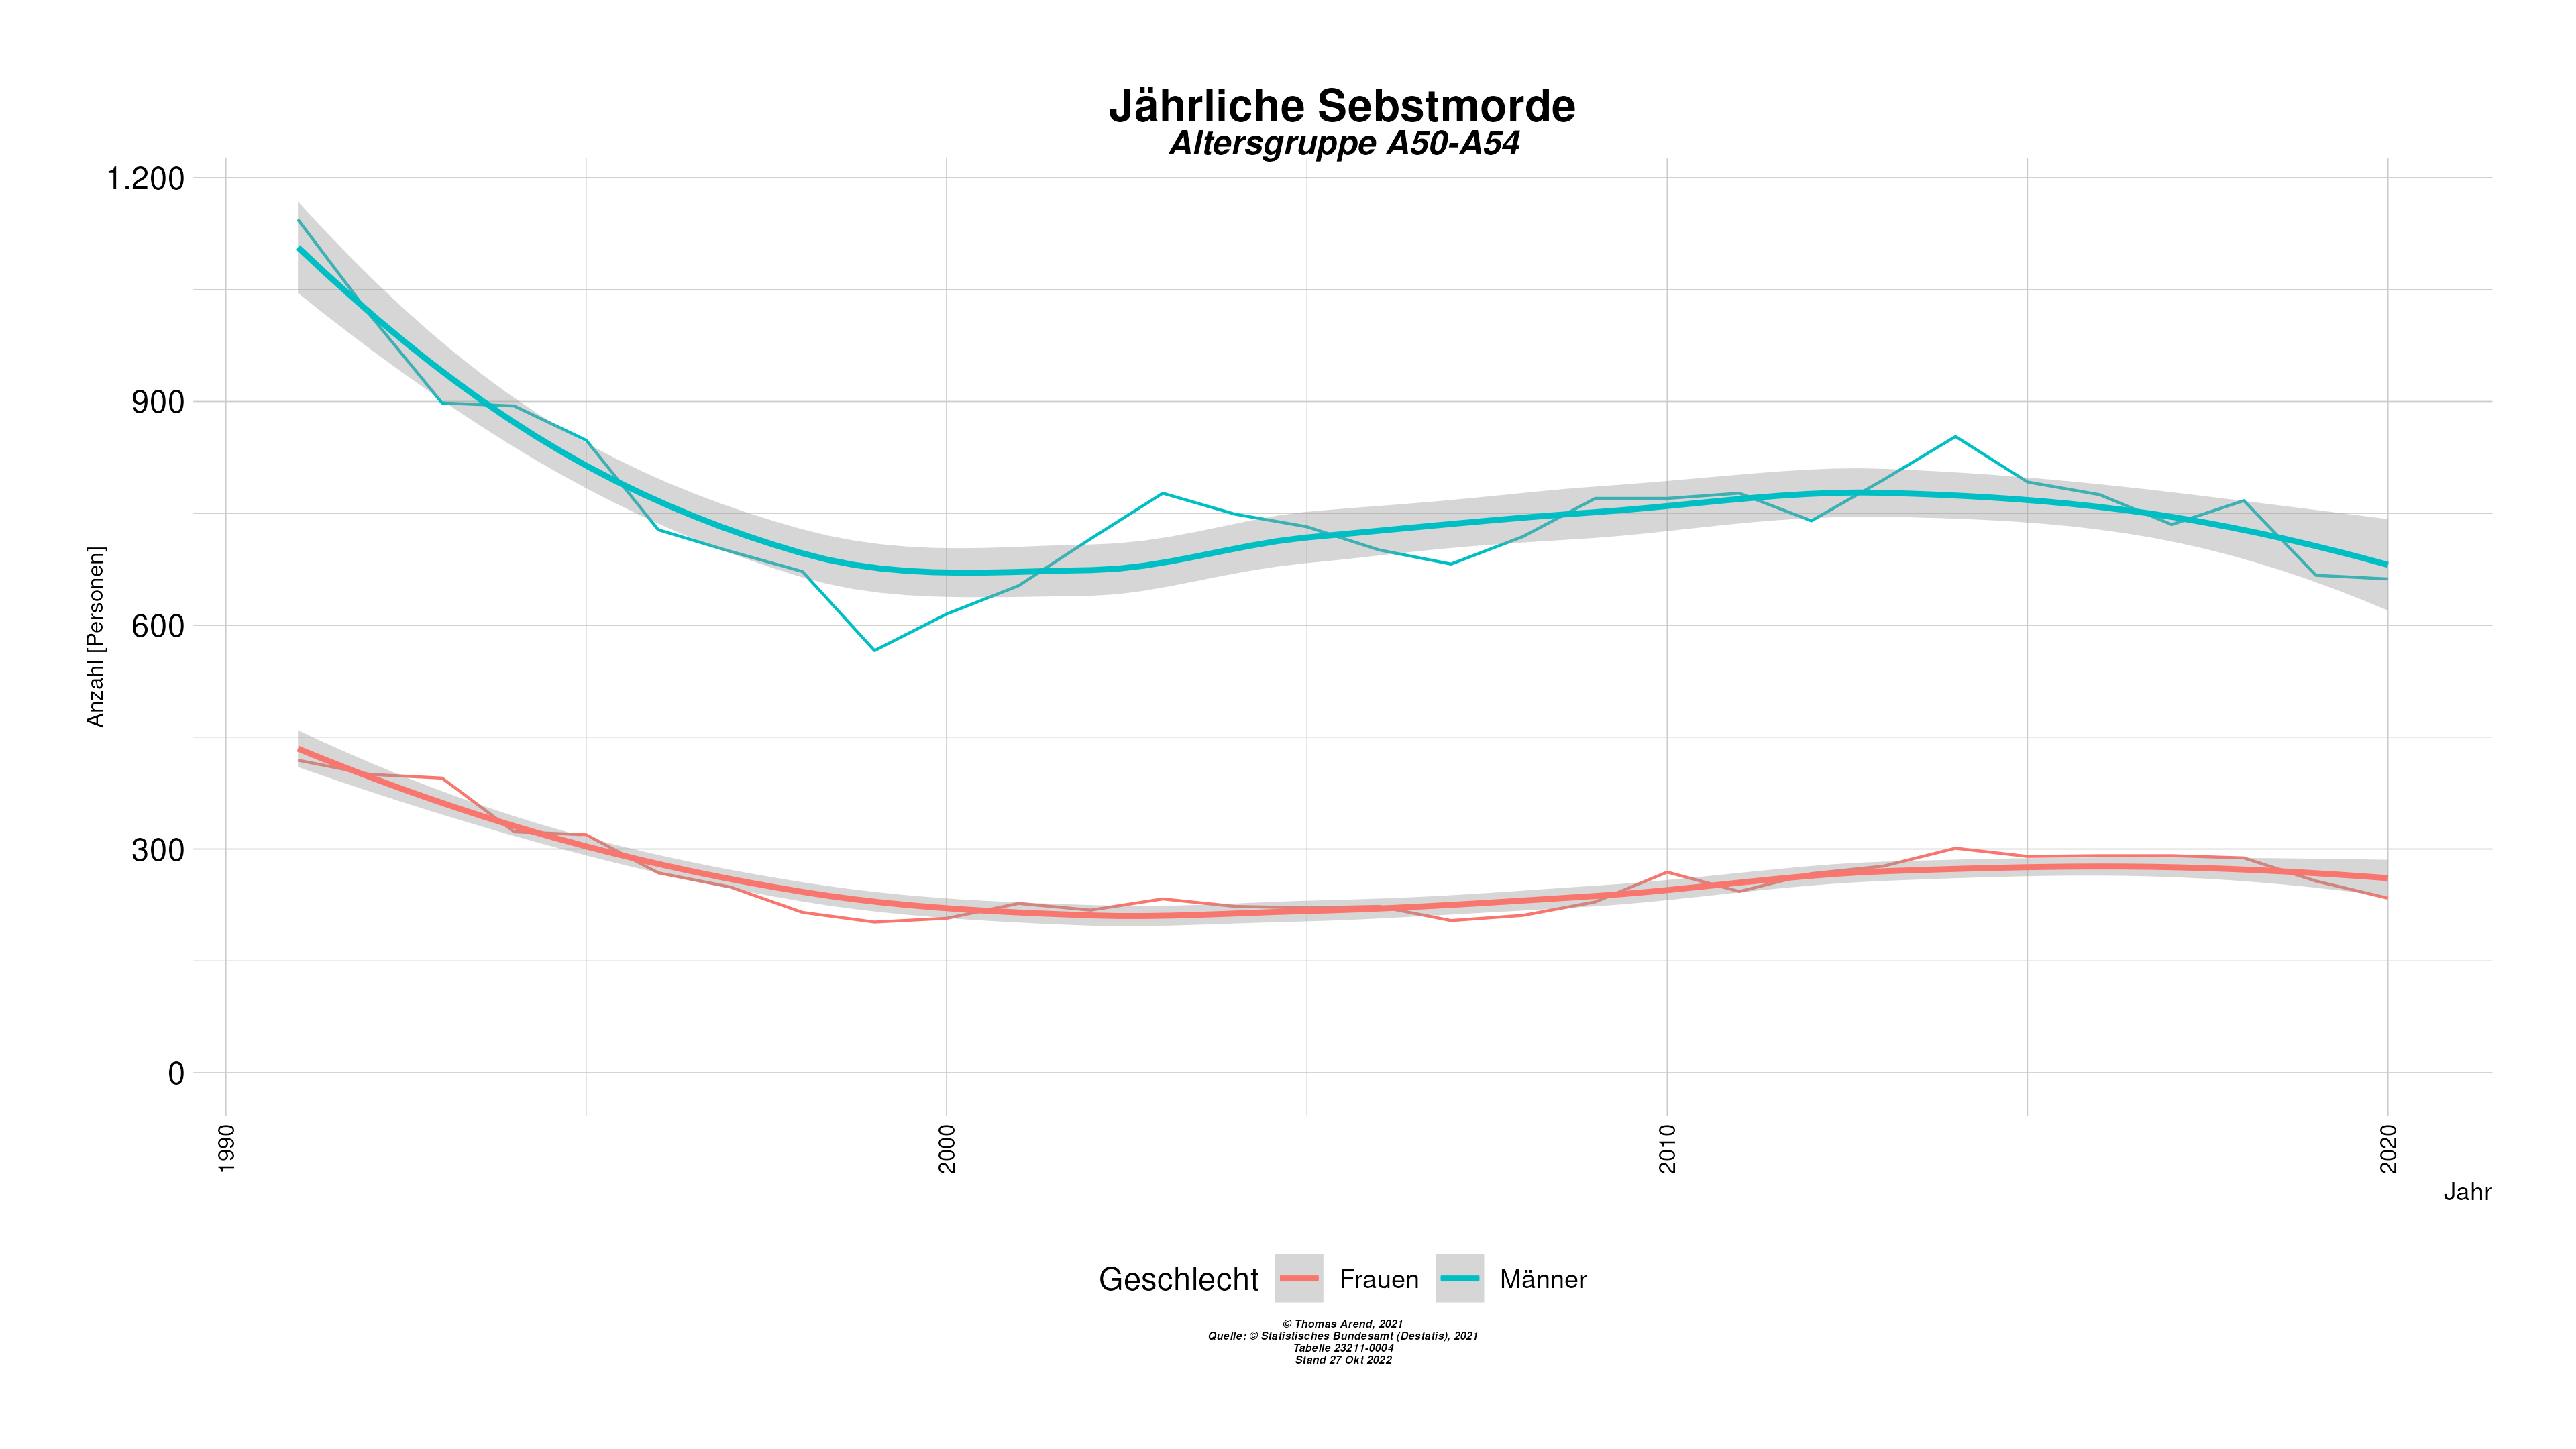 Jährliche Sebstmorde
Altersgruppe A50-A54
1.200
900
600
300
0
Anzahl [Personen]
1990
2000
2010
2020
Jahr
Geschlecht Frauen Männer
© Thomas Arend, 2021
Quelle: © Statistisches Bundesamt (Destatis), 2021
Tabelle 23211-0004
Stand 27 Okt 2022